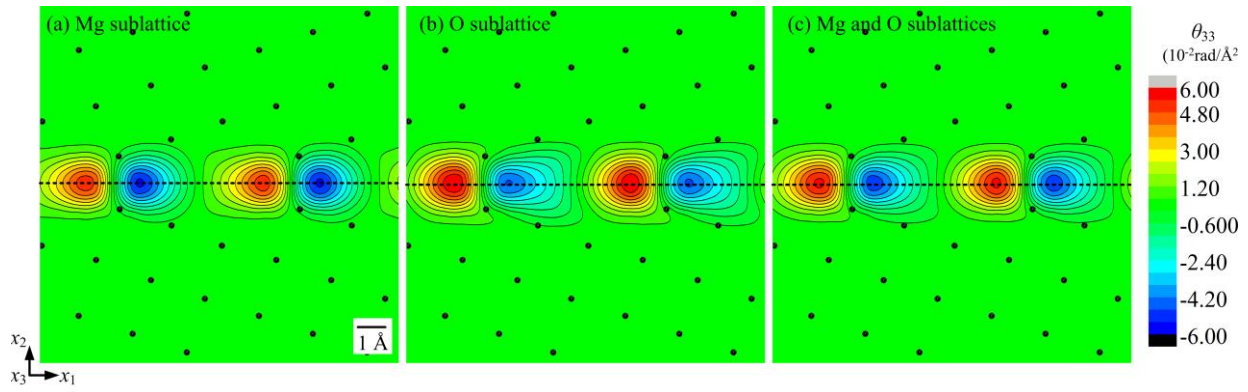 (a) Mg sublattice
(b) O sublattice
(c) Mg and O sublattices
θ33
(10-2rad/Å2
6.00
4.80
3.00
1.20
-0.600
-2.40
-4.20
-6.00
1 Å
x2
x3
x1